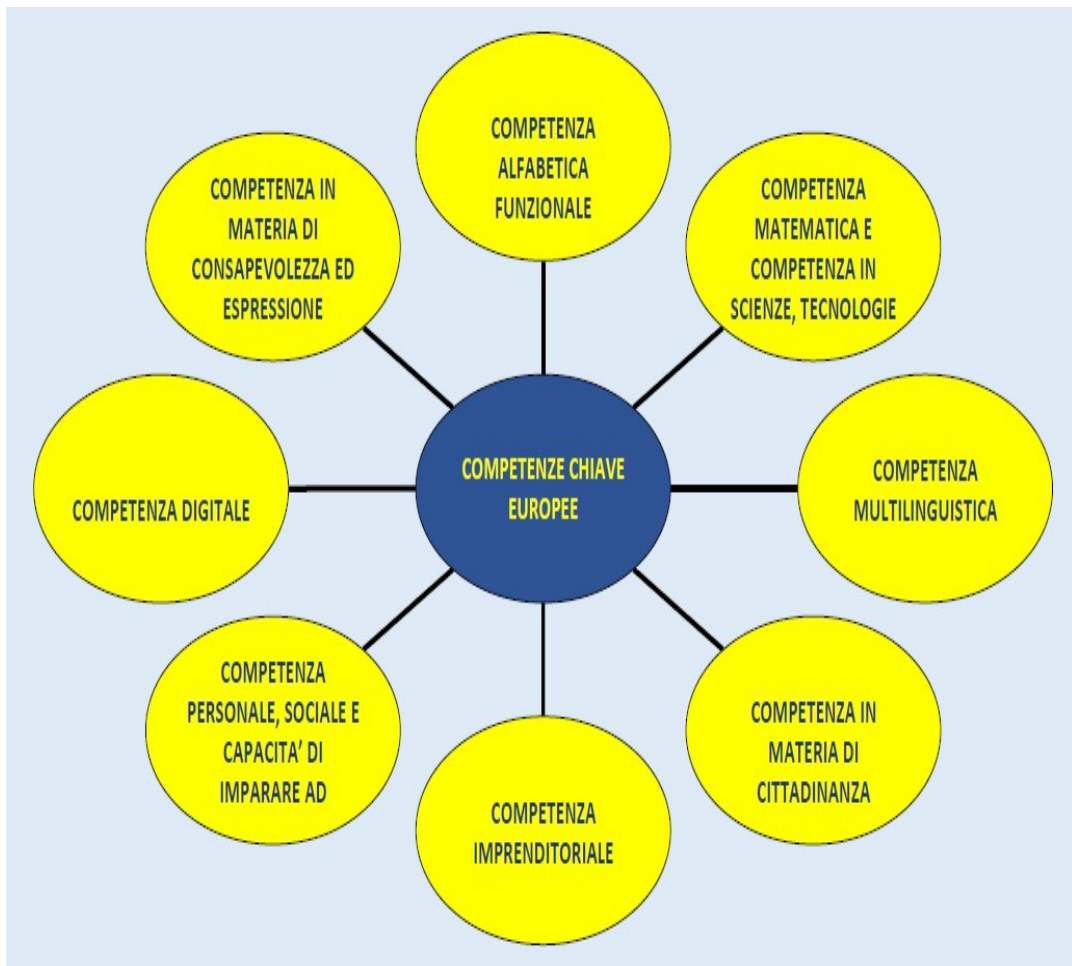 COMPETENZA
ALFABETICA
FUNZIONALE
COMPETENZA IN
MATERIA DI
CONSAPEVOLEZZA ED
ESPRESSIONE
COMPETENZA
MATEMATICA E
COMPETENZA IN
SCIENZE, TECNOLOGIE
COMPETENZA DIGITALE
COMPETENZE CHIAVE
EUROPEE
COMPETENZA
MULTILINGUISTICA
COMPETENZA
PERSONALE, SOCIALE E
CAPACITA’ DI
IMPARARE AD
COMPETENZA IN
MATERIA DI
CITTADINANZA
COMPETENZA
IMPRENDITORIALE